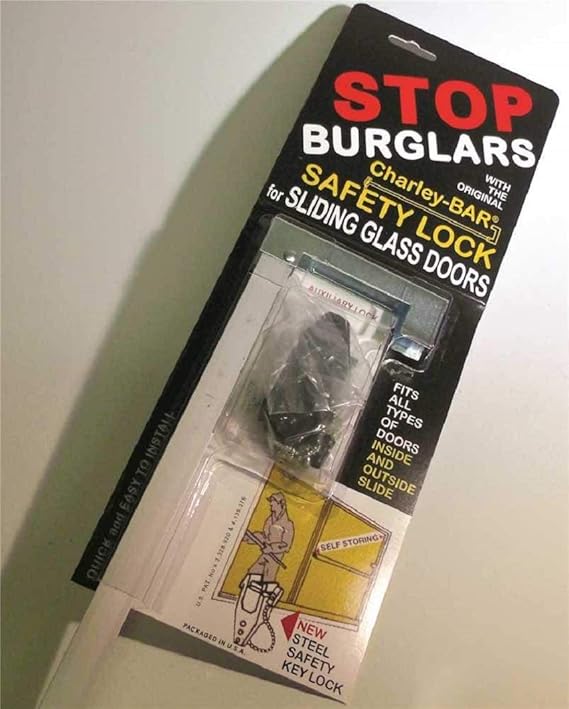 STOP
BURGLARS
WITH
THE
ORIGINAL
Charley-BAR®
SAFETY LOCK
for SLIDING GLASS DOORS
AUXILIARY LOCK
FITS
ALL
TYPES
OF
DOORS
INSIDE
AND
OUTSIDE
SLIDE
QUICK and EASY TO INSTALL
SELF STORING
NEW
STEEL
SAFETY
KEY LOCK
PACKAGED IN U.S.A.